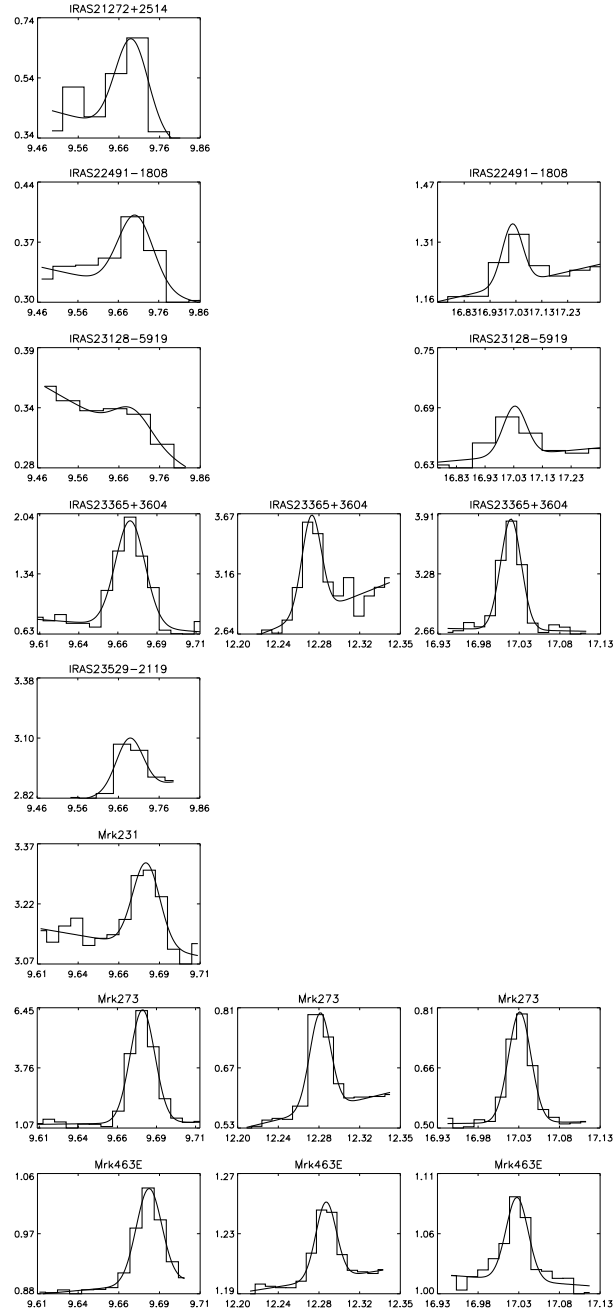 IRAS21272+2514
0.74
0.54
0.34
9.46 9.56 9.66 9.76 9.86
IRAS22491-1808 IRAS22491-1808
0.44 1.47
0.37 1.31
0.30 1.16
9.46 9.56 9.66 9.76 9.86 16.83 16.93 17.03 17.13 17.23
IRAS23128-5919 IRAS23128-5919
0.39 0.75
0.34 0.69
0.28 0.63
9.46 9.56 9.66 9.76 9.86 16.83 16.93 17.03 17.13 17.23
IRAS23365+3604 IRAS23365+3604 IRAS23365+3604
2.04 3.67 3.91
1.34 3.16 3.28
0.63 2.64 2.66
9.61 9.64 9.66 9.69 9.71 12.20 12.24 12.28 12.32 12.35 16.93 16.98 17.03 17.08 17.13
IRAS23529-2119
3.38
3.10
2.82
9.46 9.56 9.66 9.76 9.86
Mrk231
3.37
3.22
3.07
9.61 9.64 9.66 9.69 9.71
Mrk273 Mrk273 Mrk273
6.45 0.81 0.81
3.76 0.67 0.66
1.07 0.53 0.50
9.61 9.64 9.66 9.69 9.71 12.20 12.24 12.28 12.32 12.35 16.93 16.98 17.03 17.08 17.13
Mrk463E Mrk463E Mrk463E
1.06 1.27 1.11
0.97 1.23 1.06
0.88 1.19 1.00
9.61 9.64 9.66 9.69 9.71 12.20 12.24 12.28 12.32 12.35 16.93 16.98 17.03 17.08 17.13